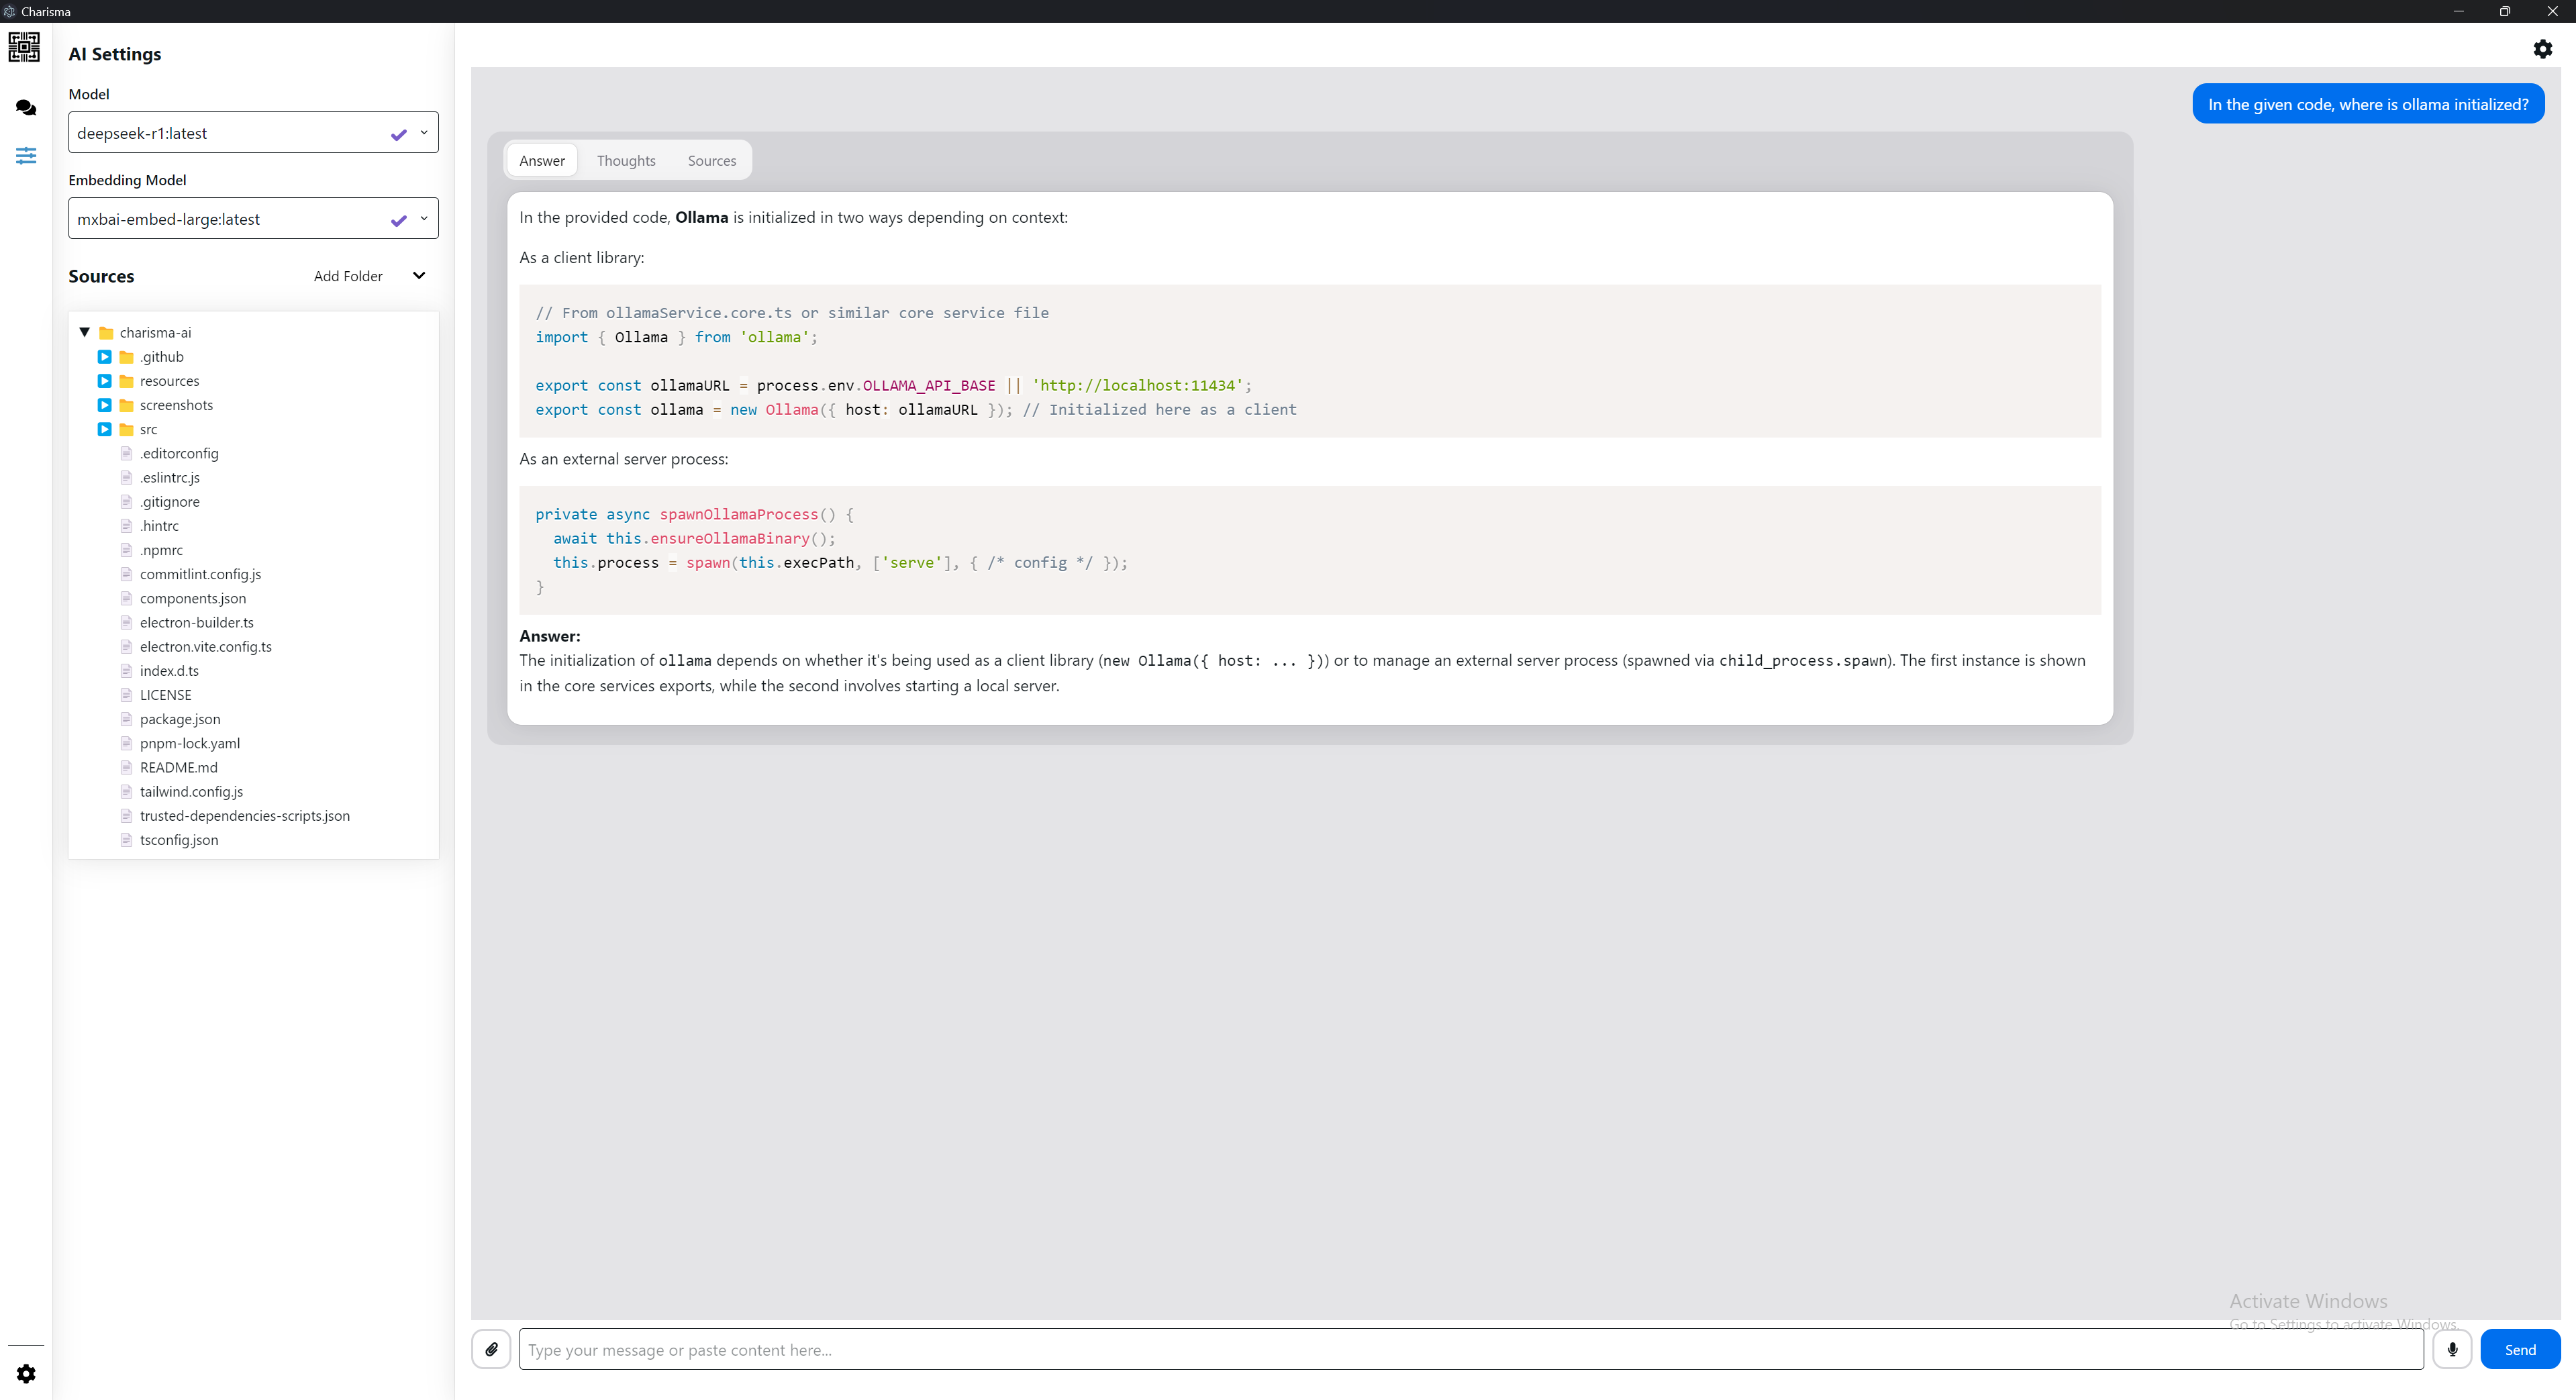 Charisma
AI Settings
Model
deepseek-r1:latest
Embedding Model
mxbai-embed-large:latest
Sources
Add Folder
charisma-ai
.github
resources
screenshots
src
.editorconfig
.eslintrc.js
.gitignore
.hintrc
.npmrc
commitlint.config.js
components.json
electron-builder.ts
electron.vite.config.ts
index.d.ts
LICENSE
package.json
pnpm-lock.yaml
README.md
tailwind.config.js
trusted-dependencies-scripts.json
tsconfig.json
In the given code, where is ollama initialized?
Answer Thoughts Sources
In the provided code, Ollama is initialized in two ways depending on context:
As a client library:
// From ollamaService.core.ts or similar core service file
import { Ollama } from 'ollama';
export const ollamaURL = process.env.OLLAMA_API_BASE || 'http://localhost:11434';
export const ollama = new Ollama({ host: ollamaURL }); // Initialized here as a client
As an external server process:
private async spawnOllamaProcess() {
  await this.ensureOllamaBinary();
  this.process = spawn(this.execPath, ['serve'], { /* config */ });
}
Answer:
The initialization of ollama depends on whether it's being used as a client library (new Ollama({ host: ... })) or to manage an external server process (spawned via child_process.spawn). The first instance is shown
in the core services exports, while the second involves starting a local server.
Activate Windows
Go to Settings to activate Windows.
Type your message or paste content here...
Send